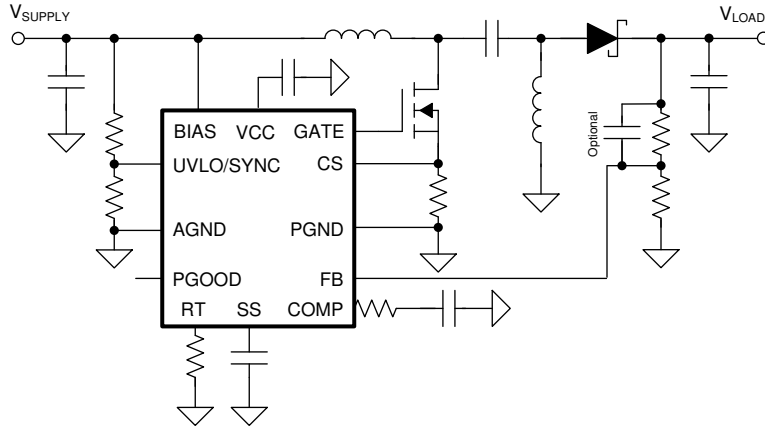 VSUPPLY
VLOAD
BIAS VCC GATE
UVLO/SYNC CS
Optional
AGND PGND
PGOOD FB
RT SS COMP